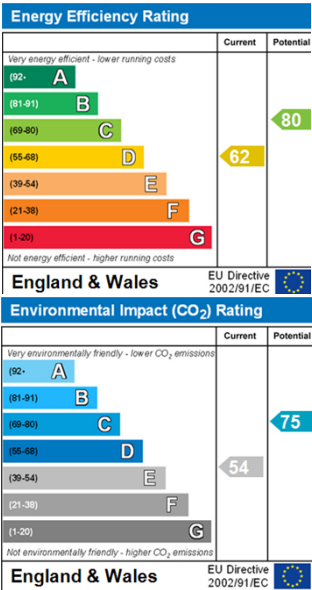 Energy Efficiency Rating
Current Potential
Very energy efficient - lower running costs
(92- A
(81-91) B
(69-80) C
80
(55-68) D
62
(39-54) E
(21-38) F
(1-20) G
Not energy efficient - higher running costs
England & Wales
EU Directive
2002/91/EC
Environmental Impact (CO2) Rating
Current Potential
Very environmentally friendly - lower CO2 emissions
(92- A
(81-91) B
(69-80) C
75
(55-68) D
(39-54) E
54
(21-38) F
(1-20) G
Not environmentally friendly - higher CO2 emissions
England & Wales
EU Directive
2002/91/EC